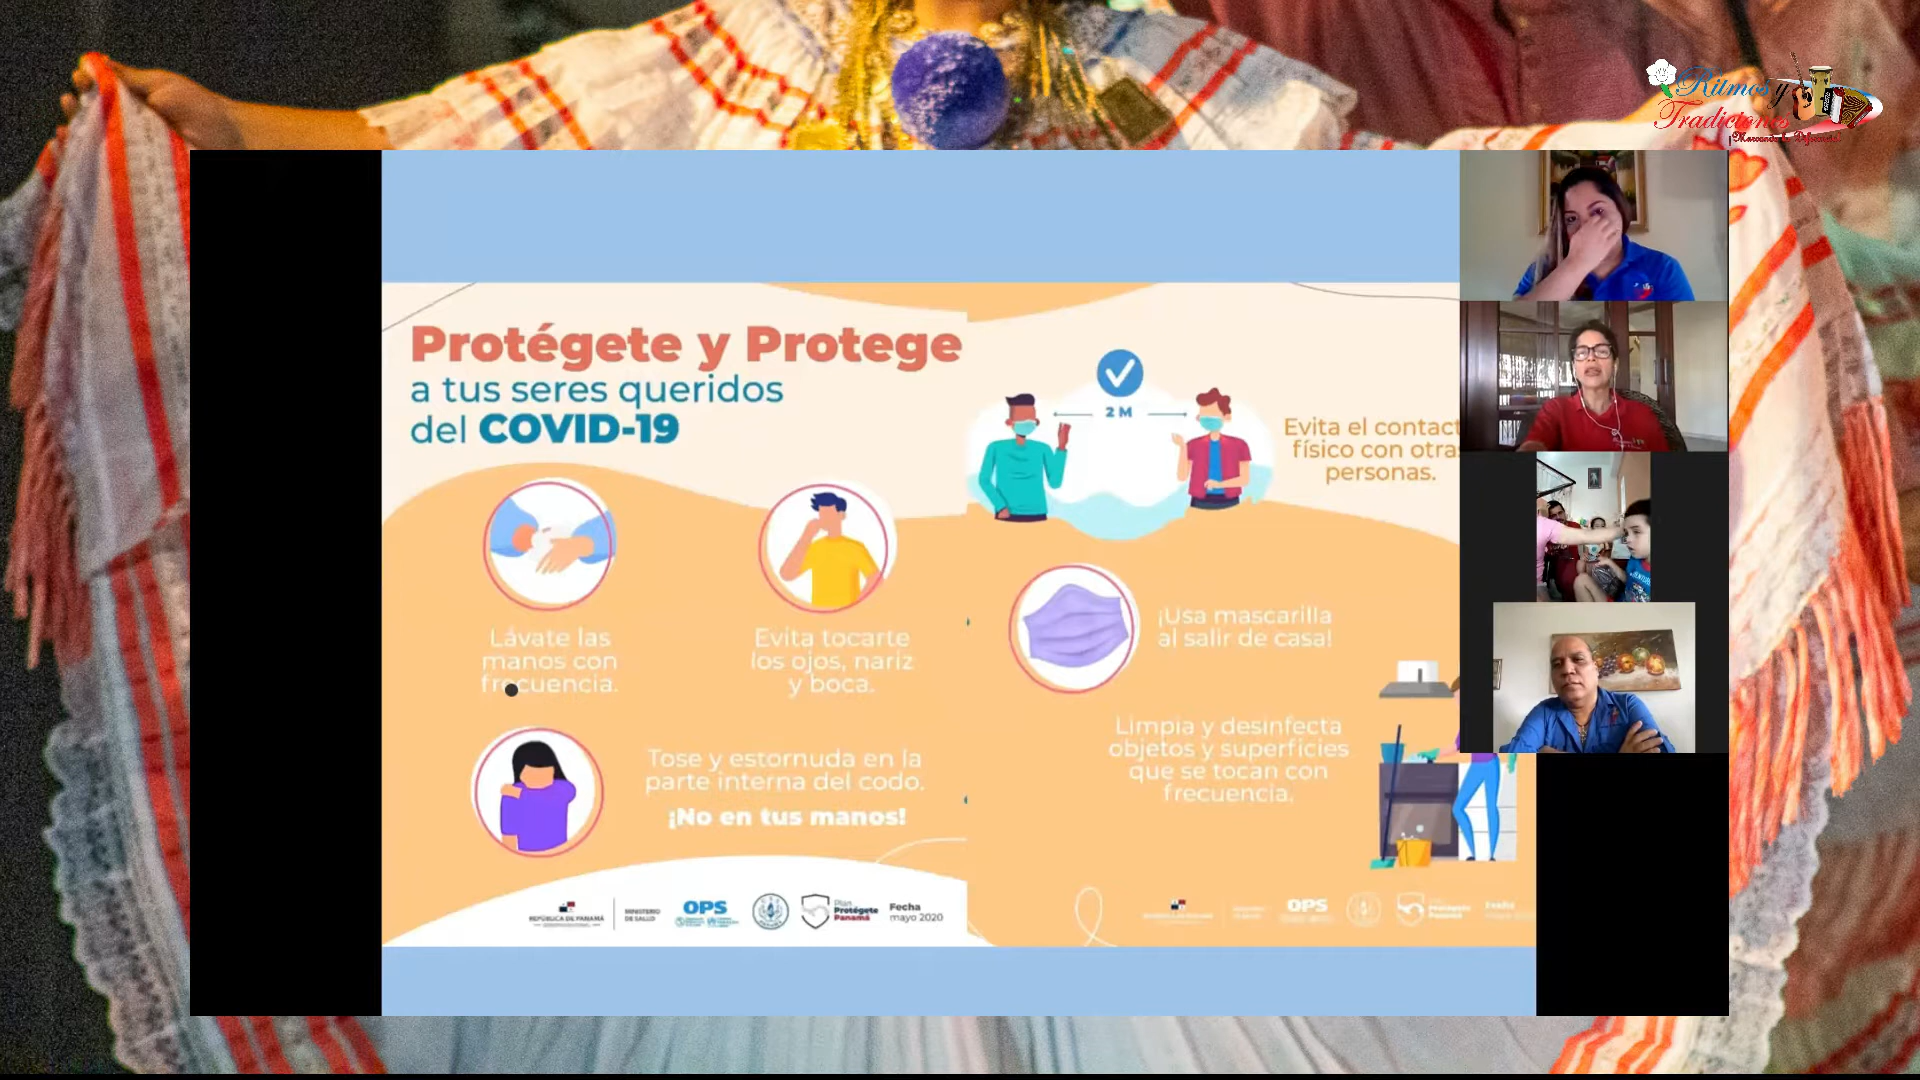 Ritmos y
Tradiciones
Protégete y Protege
a tus seres queridos
del COVID-19
2 M
Evita el contact
físico con otra
personas.
Lávate las
manos con
frecuencia.
Evita tocarte
los ojos, nariz
y boca.
¡Usa mascarilla
al salir de casa!
Tose y estornuda en la
parte interna del codo.
¡No en tus manos!
Limpia y desinfecta
objetos y superficies
que se tocan con
frecuencia.
REPÚBLICA DE PANAMÁ
MINISTERIO
DE SALUD
OPS
Plan
Protégete
Panamá
Fecha
mayo 2020
OPS